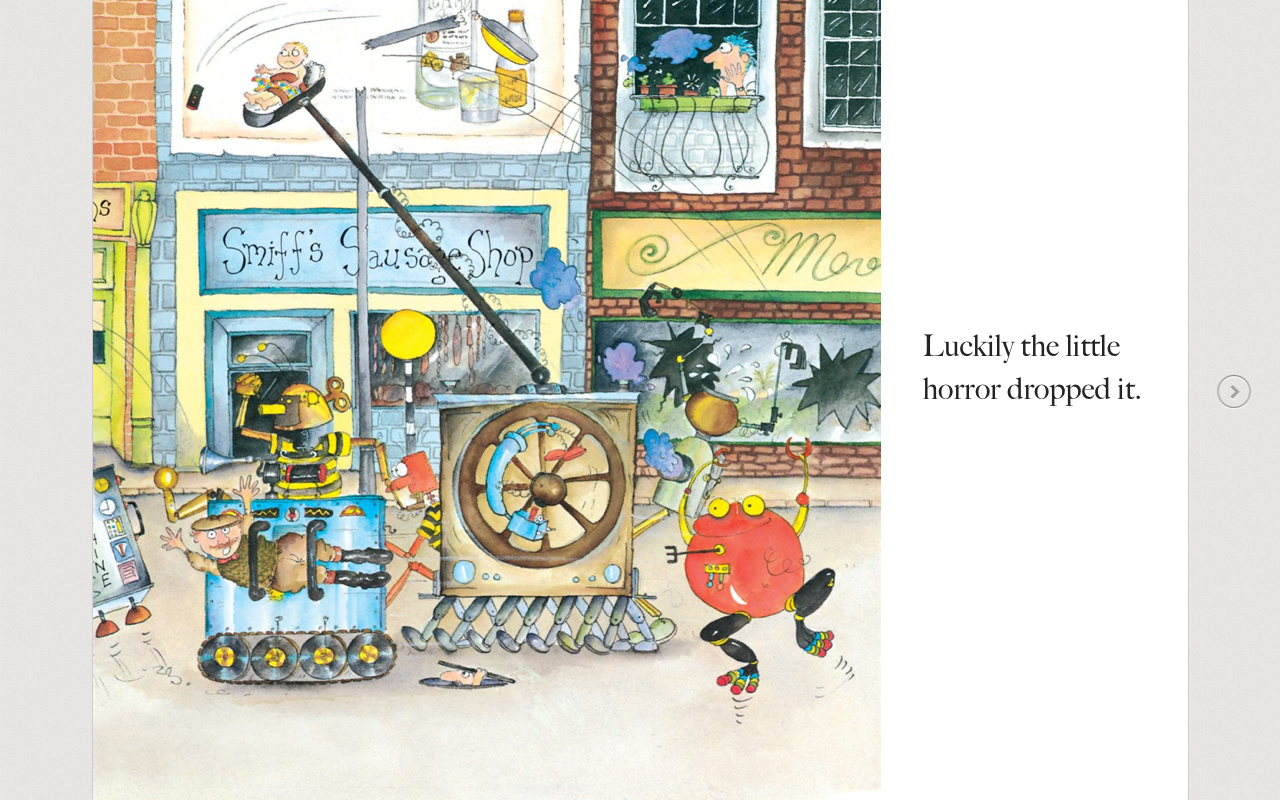 Smiff's Sausage Shop
Luckily the little
horror dropped it.